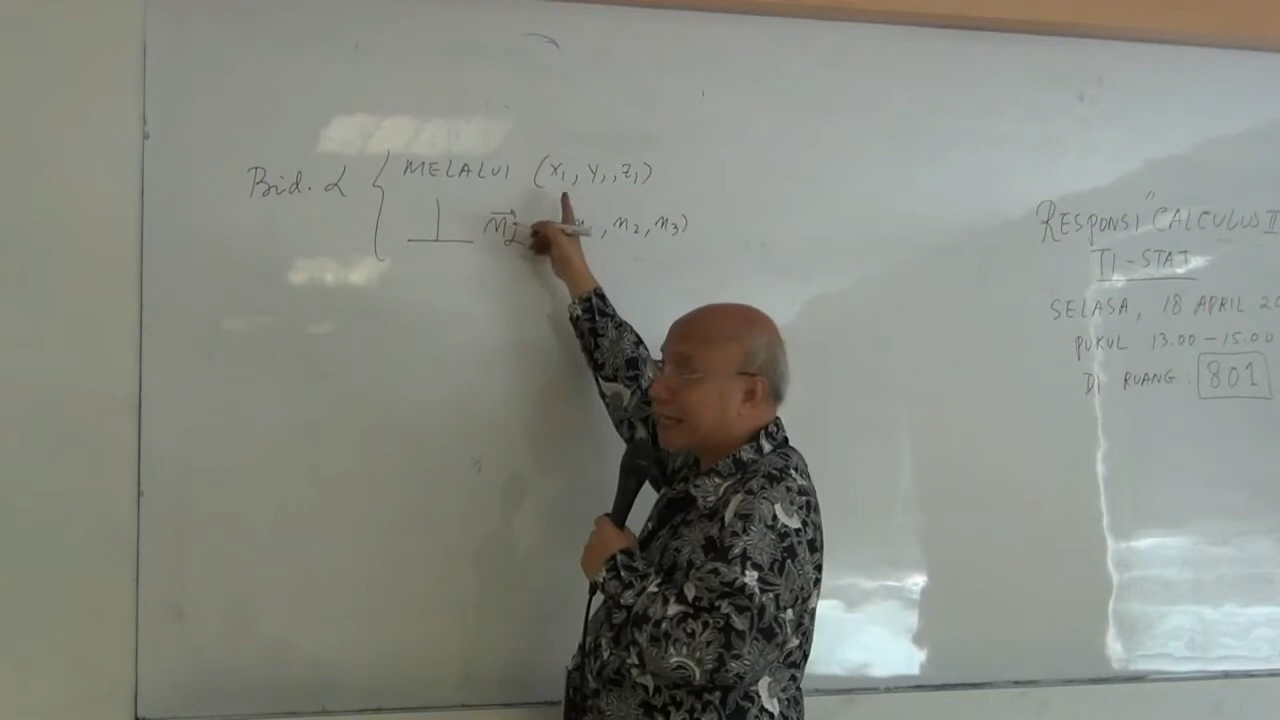 Bid. α { MELALUI (x₁, y₁, z₁)
⊥ n⃗α , n₂, n₃)
RESPONSI "CALCULUS II
TI - STAT
SELASA, 18 APRIL 20
PUKUL 13.00 - 15.00
DI RUANG : 801